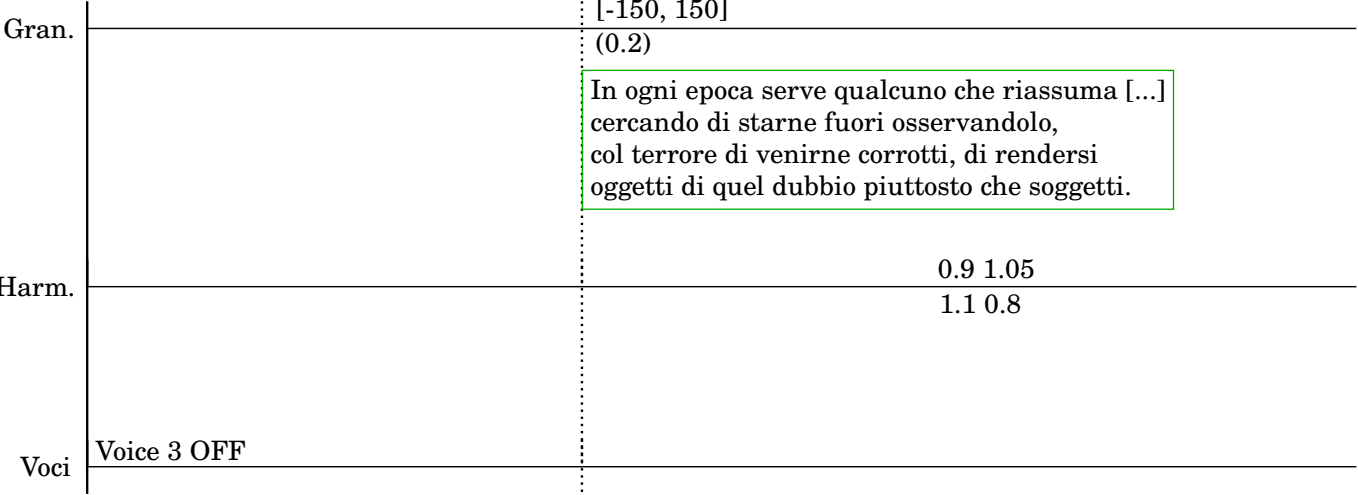 [-150, 150]
Gran.
(0.2)
In ogni epoca serve qualcuno che riassuma [...]
cercando di starne fuori osservandolo,
col terrore di venirne corrotti, di rendersi
oggetti di quel dubbio piuttosto che soggetti.
0.9 1.05
Harm.
1.1 0.8
Voice 3 OFF
Voci